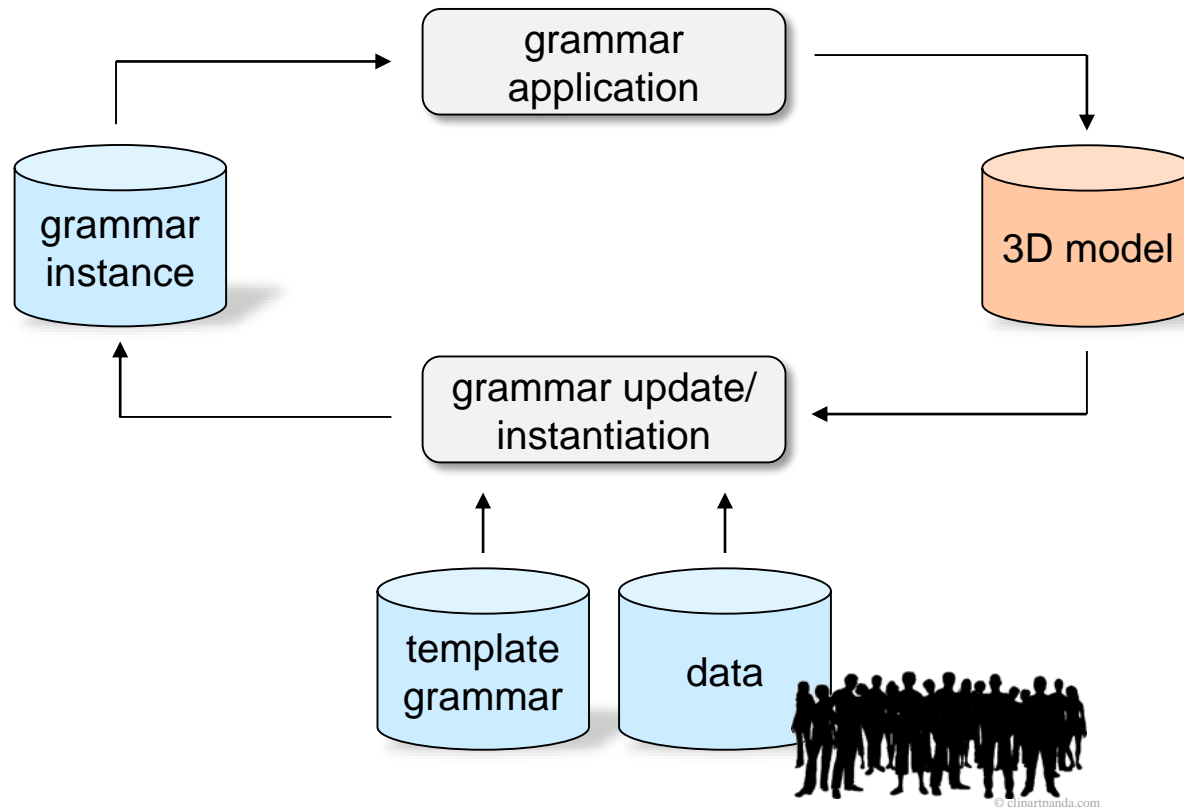 grammar
application
grammar
instance
3D model
grammar update/
instantiation
template
grammar
data
© clipartpanda.com